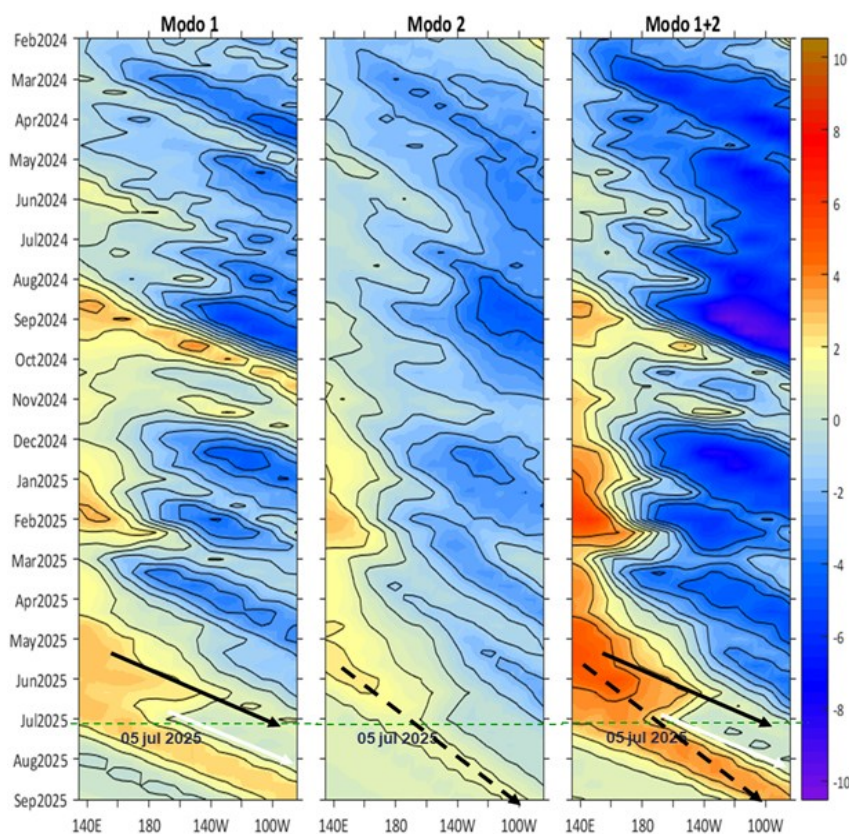 Modo 1 Modo 2 Modo 1+2
Feb2024
Mar2024
Apr2024
May2024
Jun2024
Jul2024
Aug2024
Sep2024
Oct2024
Nov2024
Dec2024
Jan2025
Feb2025
Mar2025
Apr2025
May2025
Jun2025
Jul2025
Aug2025
Sep2025
05 jul 2025 05 jul 2025 05 jul 2025
140E 180 140W 100W 140E 180 140W 100W 140E 180 140W 100W
10
8
6
4
2
0
-2
-4
-6
-8
-10